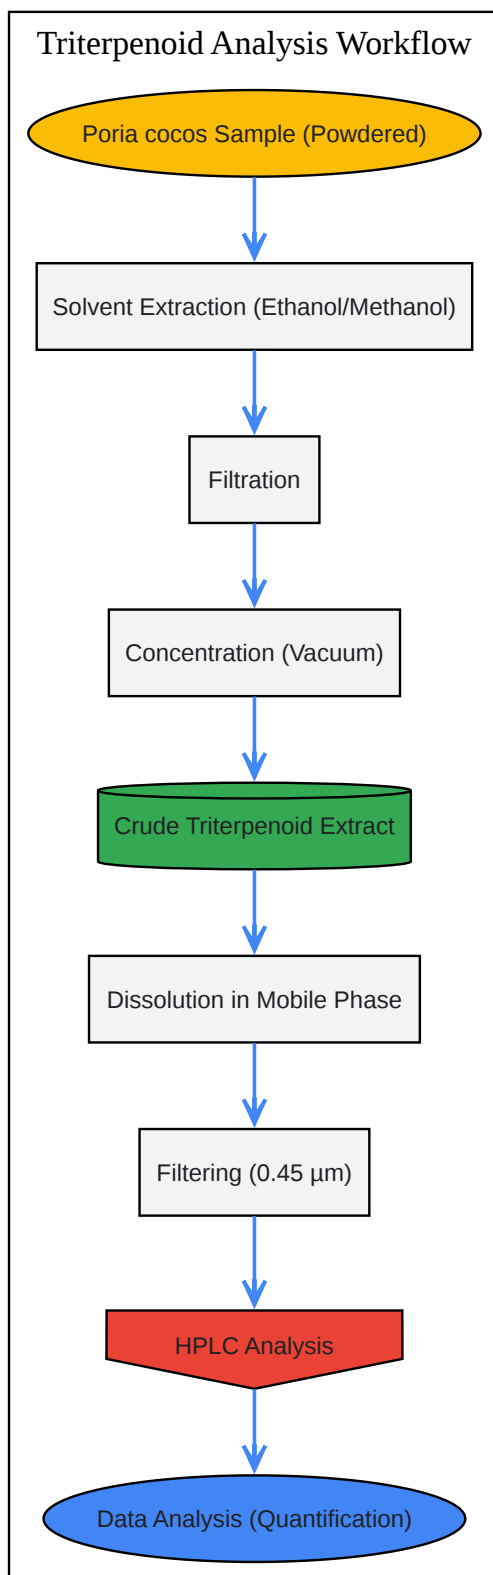 Triterpenoid Analysis Workflow
Poria cocos Sample (Powdered)
Solvent Extraction (Ethanol/Methanol)
Filtration
Concentration (Vacuum)
Crude Triterpenoid Extract
Dissolution in Mobile Phase
Filtering (0.45 µm)
HPLC Analysis
Data Analysis (Quantification)